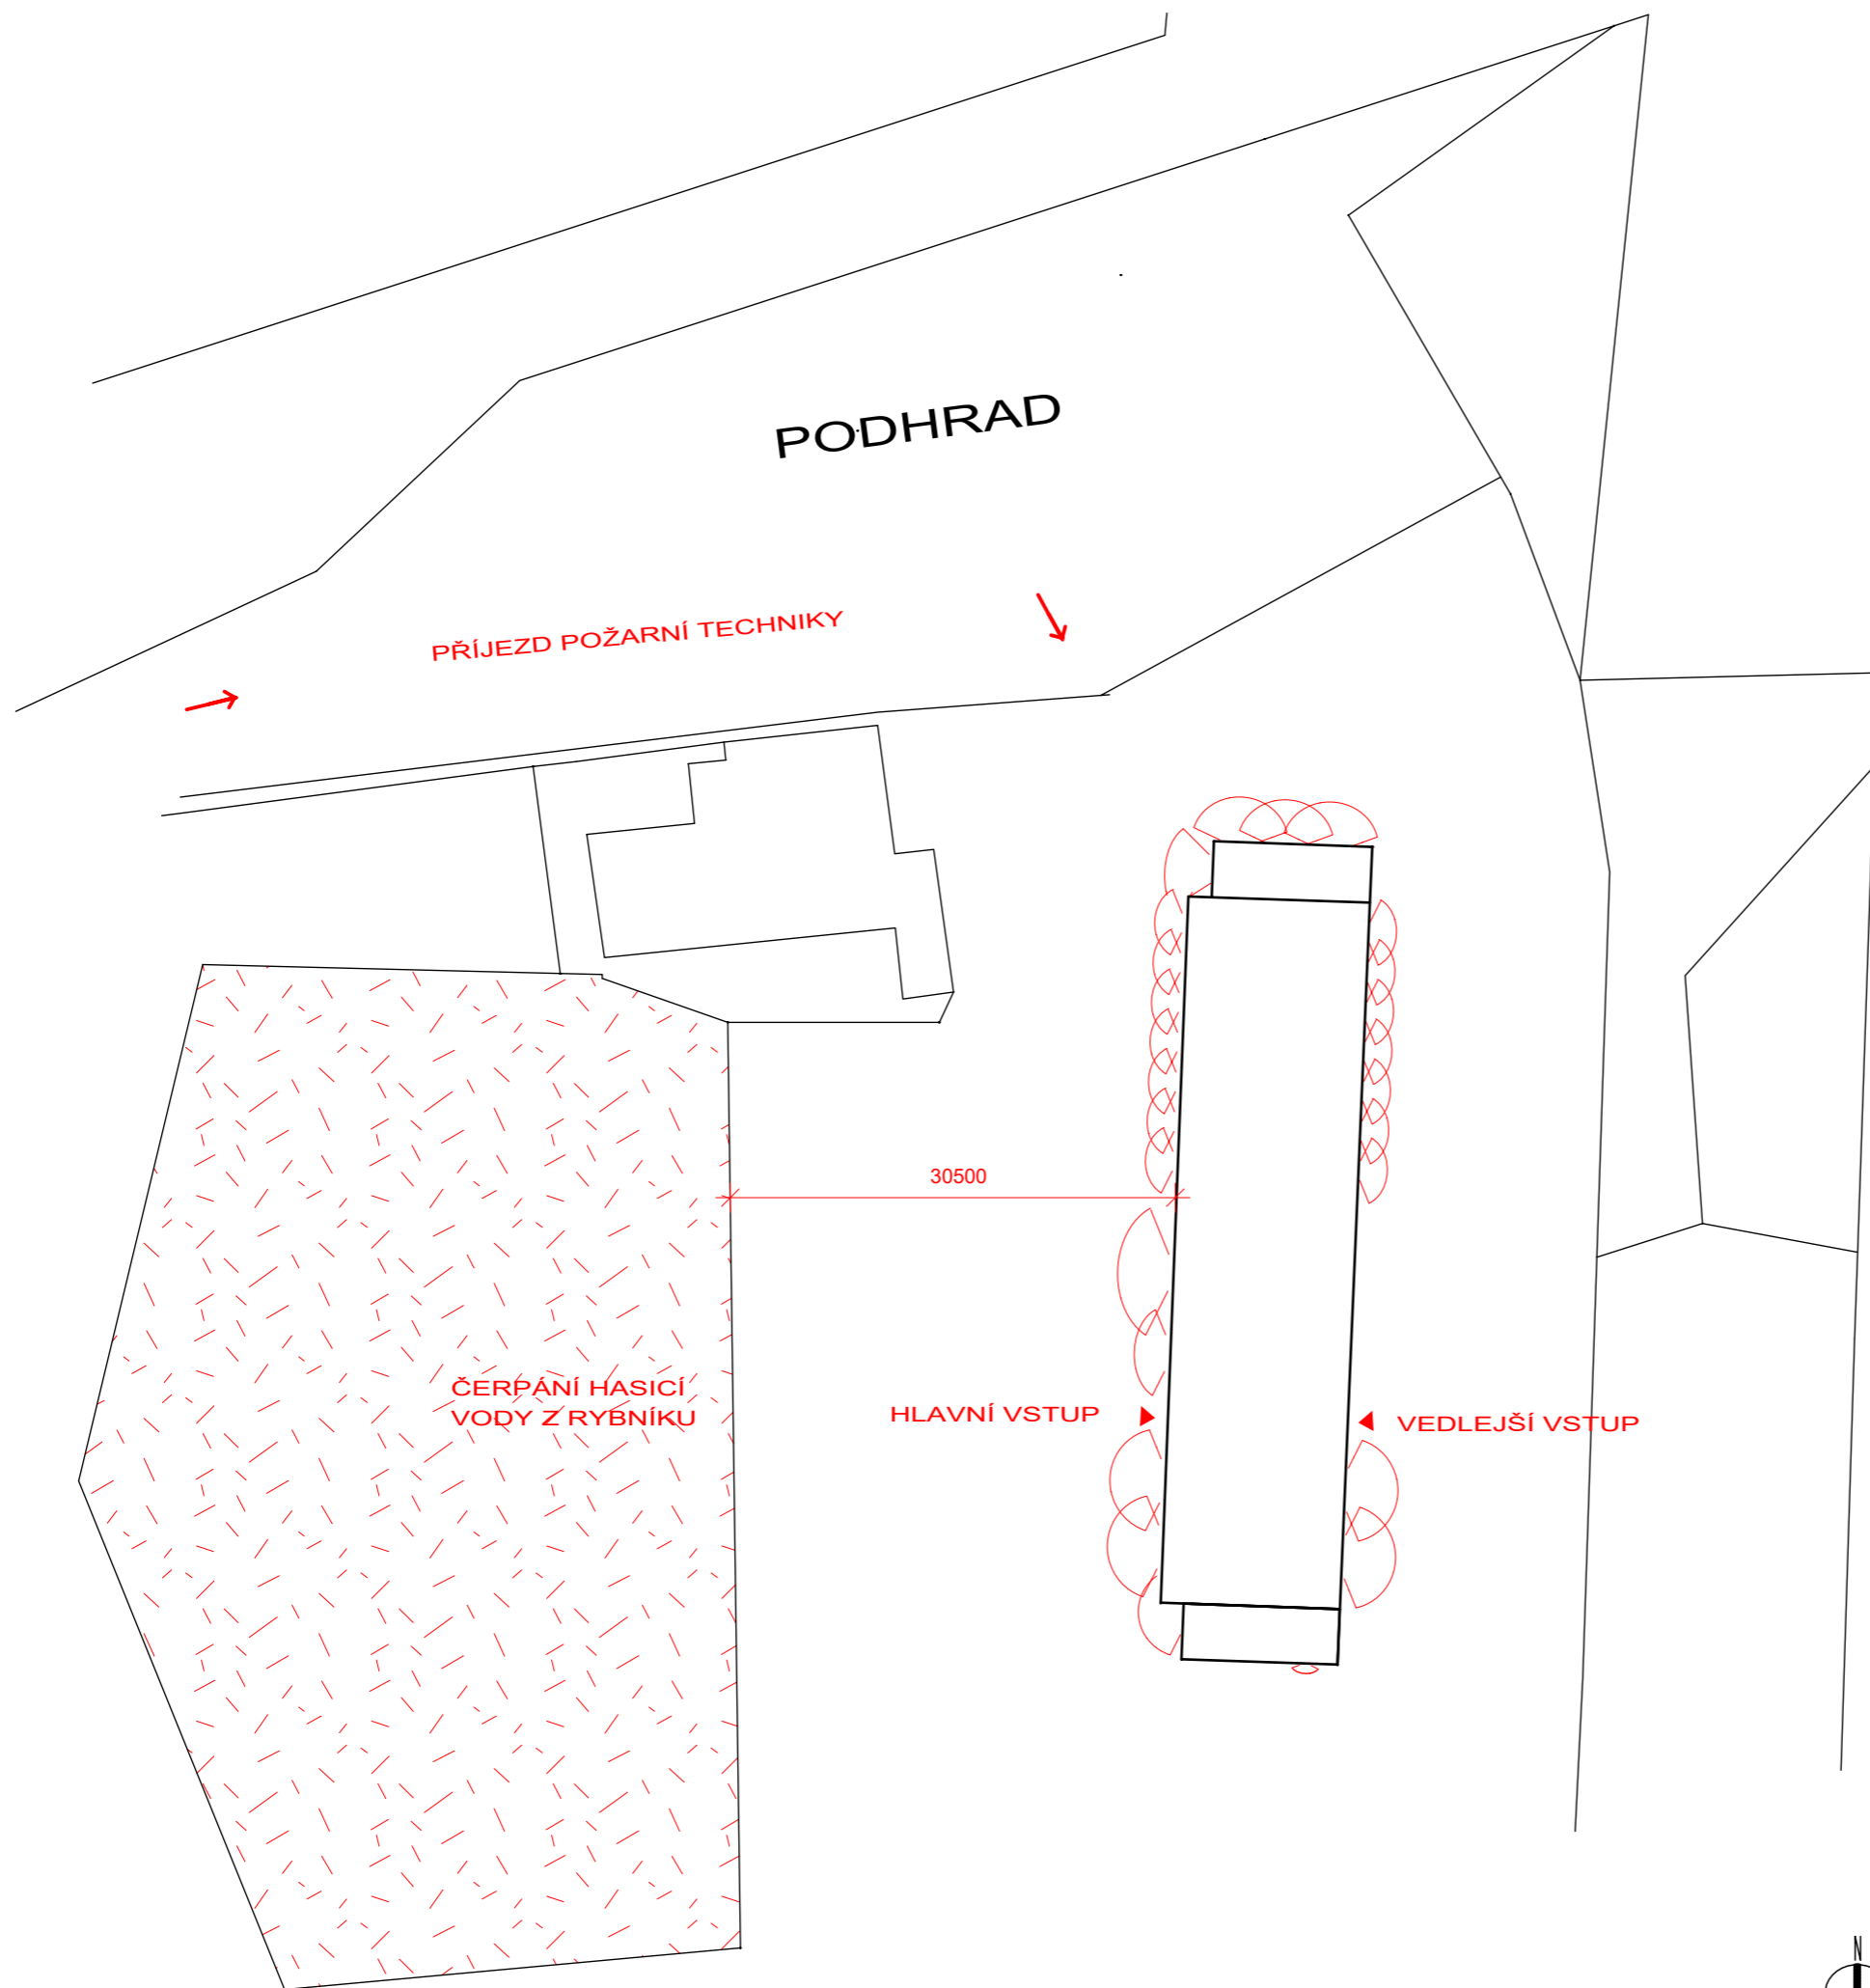 PODHRAD
PŘÍJEZD POŽARNÍ TECHNIKY
30500
ČERPÁNÍ HASICÍ
VODY Z RYBNÍKU
HLAVNÍ VSTUP
VEDLEJŠÍ VSTUP
N